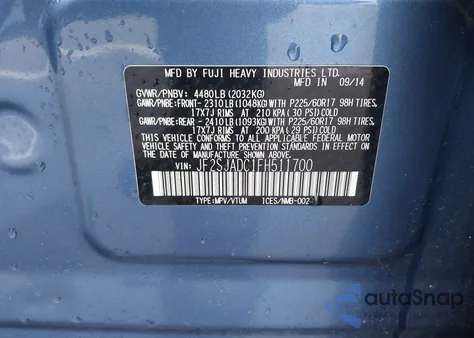 MFD BY FUJI HEAVY INDUSTRIES LTD.
MADE IN JAPAN 09/14
GVWR/PNBV: 4480LB (2032KG)
GAWR/PNBE:FRONT- 2310LB (1048KG)WITH P225/60R17 98H TIRES,
17X7J RIMS AT 210 KPA (30 PSI) COLD
GAWR/PNBE:REAR - 2410LB (1093KG)WITH P225/60R17 98H TIRES,
17X7J RIMS AT 200 KPA (29 PSI) COLD
THIS VEHICLE CONFORMS TO ALL APPLICABLE FEDERAL MOTOR
VEHICLE SAFETY, BUMPER, AND THEFT PREVENTION STANDARDS
IN EFFECT ON THE DATE OF MANUFACTURE SHOWN ABOVE.
VIN: JF2SJADC1FH511700
TYPE:MPV/VTUM ICES/NMB-002
autoSnap